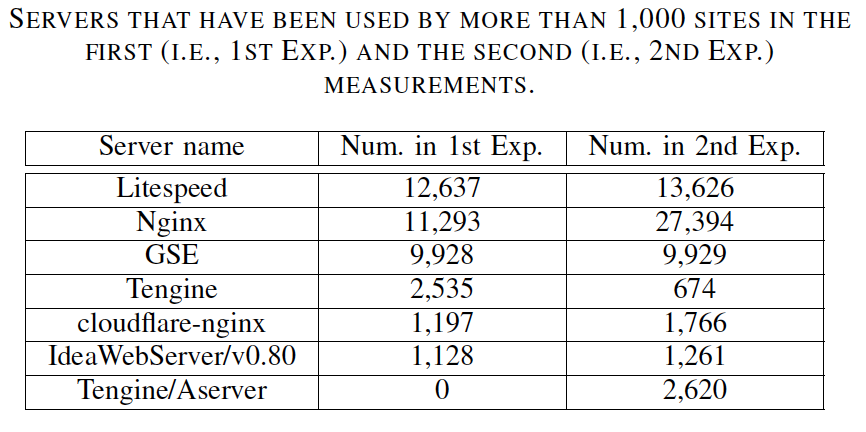 SERVERS THAT HAVE BEEN USED BY MORE THAN 1,000 SITES IN THE
FIRST (I.E., 1ST EXP.) AND THE SECOND (I.E., 2ND EXP.)
MEASUREMENTS.
Server name Num. in 1st Exp. Num. in 2nd Exp.
Litespeed 12,637 13,626
Nginx 11,293 27,394
GSE 9,928 9,929
Tengine 2,535 674
cloudflare-nginx 1,197 1,766
IdeaWebServer/v0.80 1,128 1,261
Tengine/Aserver 0 2,620